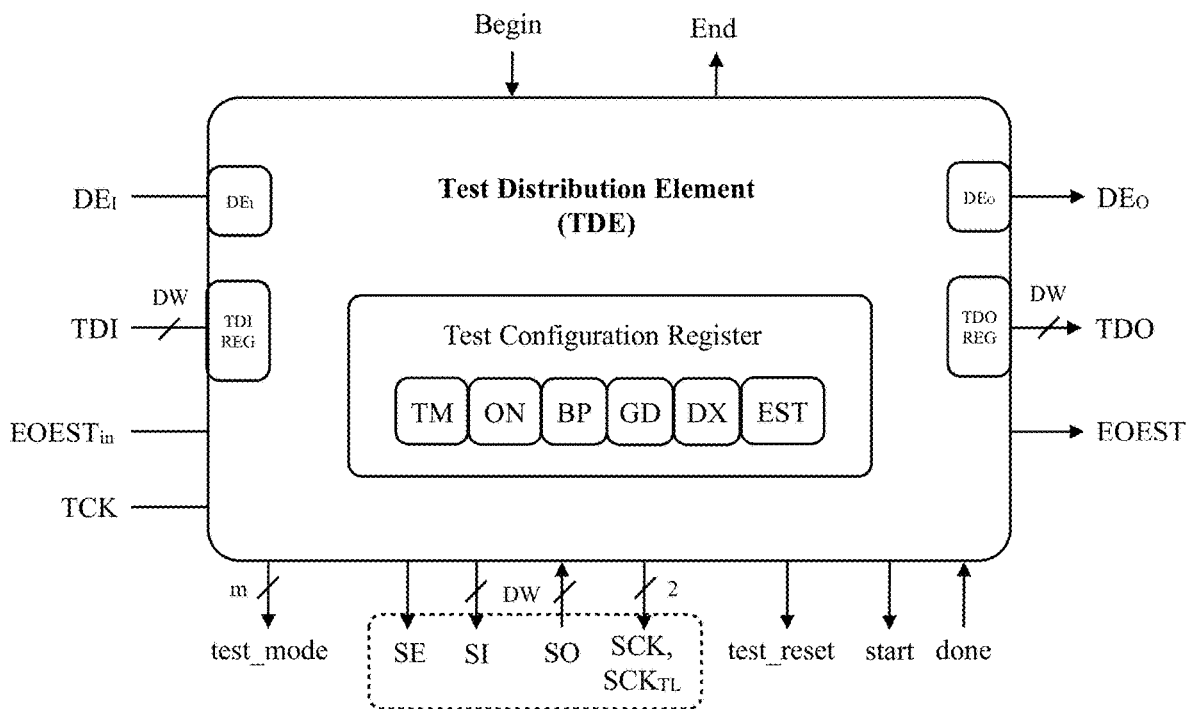 Begin End
DEI DEI Test Distribution Element DEO DEO
(TDE)
DW DW
TDI TDI REG TDO REG TDO
Test Configuration Register
TM ON BP GD DX EST
EOESTin EOEST
TCK
m DW 2
test_mode SE SI SO SCK, test_reset start done
SCKTL